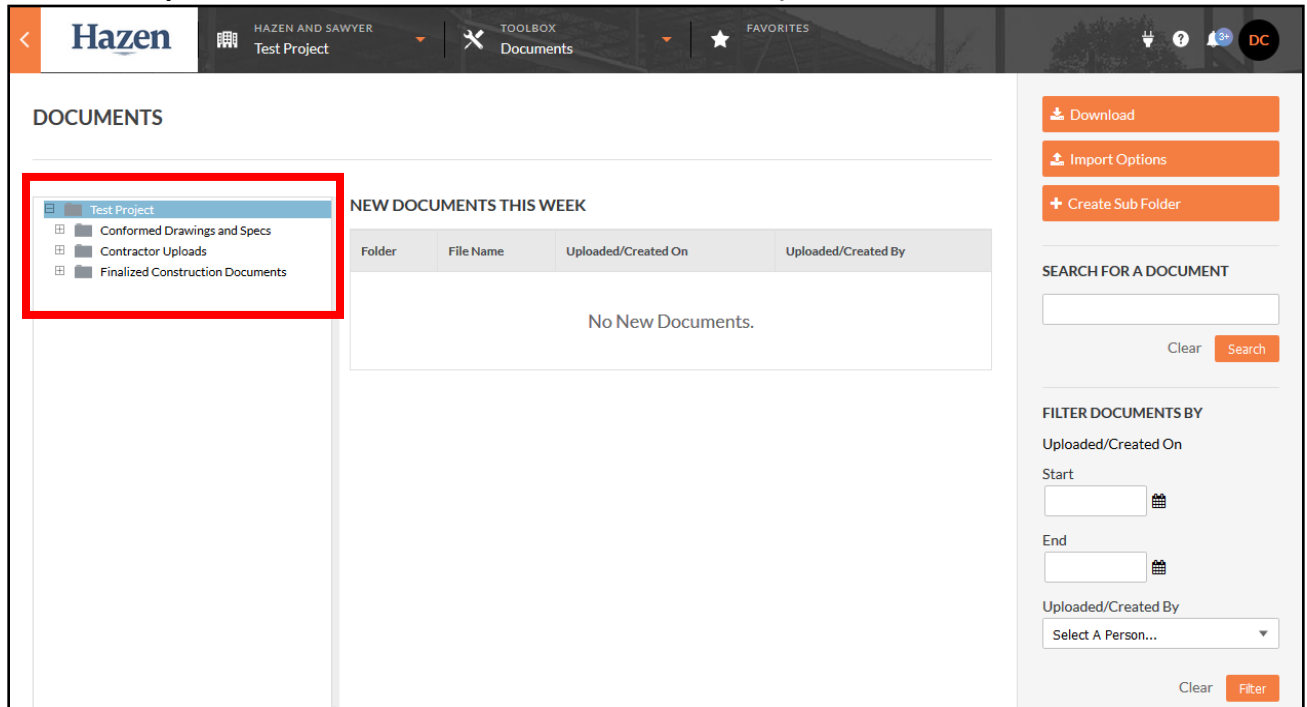 Hazen
HAZEN AND SAWYER
Test Project
TOOLBOX
Documents
FAVORITES
3+
DC
DOCUMENTS
Test Project
Conformed Drawings and Specs
Contractor Uploads
Finalized Construction Documents
NEW DOCUMENTS THIS WEEK
Folder File Name Uploaded/Created On Uploaded/Created By
No New Documents.
Download
Import Options
Create Sub Folder
SEARCH FOR A DOCUMENT
Clear Search
FILTER DOCUMENTS BY
Uploaded/Created On
Start
End
Uploaded/Created By
Select A Person...
Clear Filter